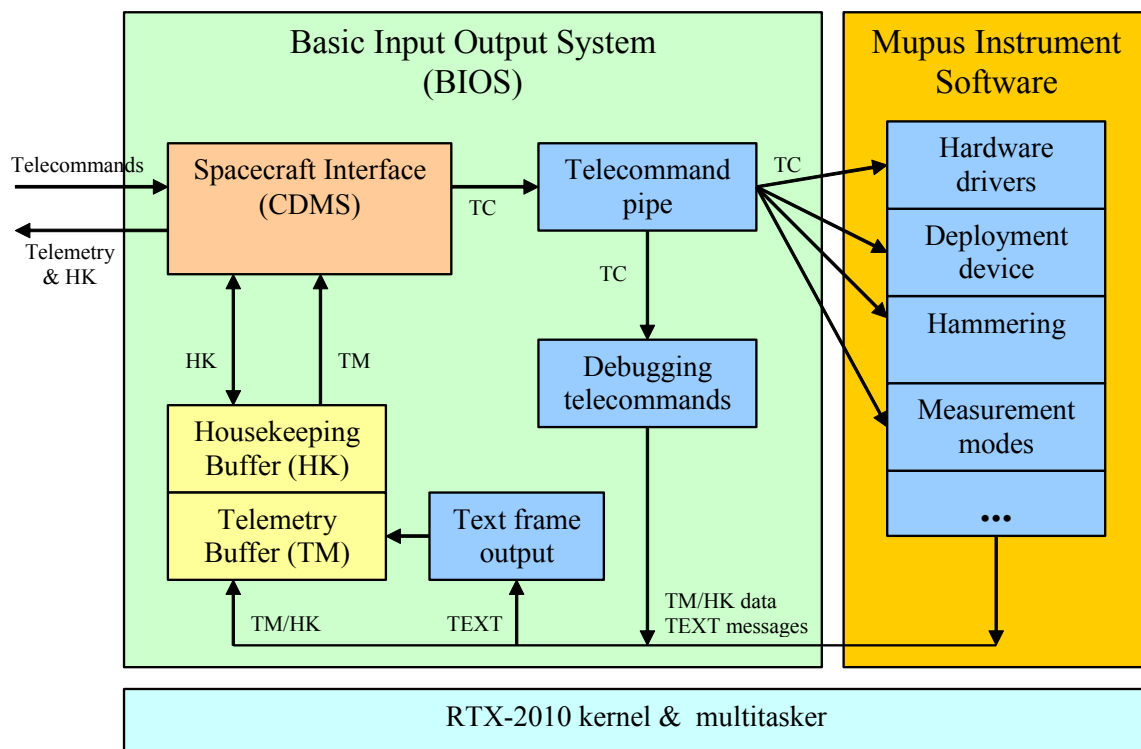 Basic Input Output System
(BIOS)
Mupus Instrument
Software
Telecommands
Telemetry
& HK
Spacecraft Interface
(CDMS)
TC
Telecommand
pipe
TC
Hardware
drivers
Deployment
device
Hammering
Measurement
modes
...
TC
HK
TM
Debugging
telecommands
Housekeeping
Buffer (HK)
Telemetry
Buffer (TM)
Text frame
output
TM/HK
TEXT
TM/HK data
TEXT messages
RTX-2010 kernel & multitasker